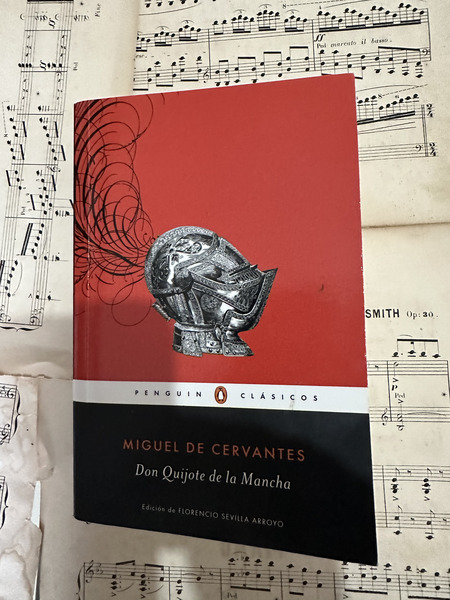 Ped marcato il basso.
SMITH Op: 30.
PENGUIN CLÁSICOS
MIGUEL DE CERVANTES
Don Quijote de la Mancha
Edición de FLORENCIO SEVILLA ARROYO